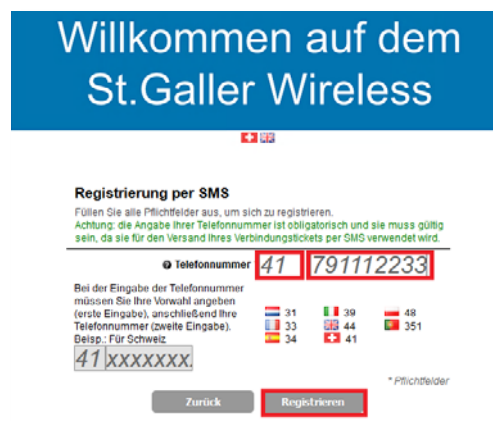 Willkommen auf dem
St.Galler Wireless
Registrierung per SMS
Füllen Sie alle Pflichtfelder aus, um sich zu registrieren.
Achtung: die Angabe Ihrer Telefonnummer ist obligatorisch und sie muss gültig
sein, da sie für den Versand Ihres Verbindungstickets per SMS verwendet wird.
Telefonnummer 41 791112233
Bei der Eingabe der Telefonnummer
müssen Sie Ihre Vorwahl angeben
(erste Eingabe), anschließend Ihre
Telefonnummer (zweite Eingabe).
Beisp.: Für Schweiz
41 xxxxxxx.
31 39 48
33 44 351
34 41
* Pflichtfelder
Zurück Registrieren